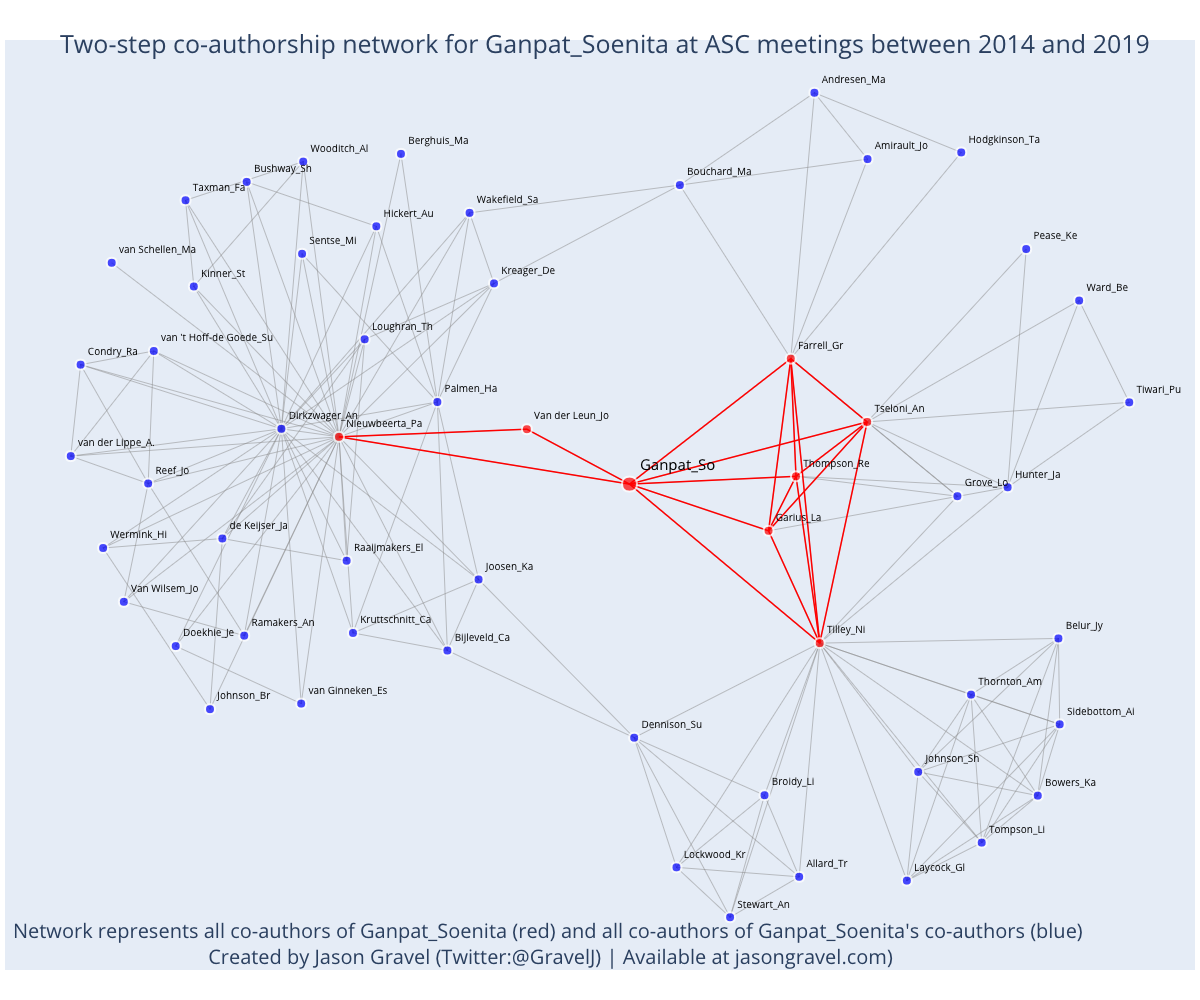 Two-step co-authorship network for Ganpat_Soenita at ASC meetings between 2014 and 2019
Andresen_Ma
Hodgkinson_Ta
Amirault_Jo
Berghuis_Ma
Wooditch_Al
Bushway_Sh
Bouchard_Ma
Taxman_Fa
Wakefield_Sa
Hickert_Au
Pease_Ke
Sentse_Mi
van Schellen_Ma
Kinner_St
Kreager_De
Ward_Be
Loughran_Th
van 't Hoff-de Goede_Su
Condry_Ra
Farrell_Gr
Palmen_Ha
Tiwari_Pu
Tseloni_An
Dirkzwager_An
Van der Leun_Jo
Nieuwbeerta_Pa
van der Lippe_A.
Ganpat_So
Thompson_Re
Reef_Jo
Hunter_Ja
Grove_Lo
Garius_La
de Keijser_Ja
Wermink_Hi
Raaijmakers_El
Joosen_Ka
Van Wilsem_Jo
Kruttschnitt_Ca
Ramakers_An
Doekhie_Je
Bijleveld_Ca
Tilley_Ni
Belur_Jy
Thornton_Am
van Ginneken_Es
Johnson_Br
Sidebottom_Ai
Dennison_Su
Johnson_Sh
Broidy_Li
Bowers_Ka
Tompson_Li
Lockwood_Kr
Allard_Tr
Laycock_Gl
Stewart_An
Network represents all co-authors of Ganpat_Soenita (red) and all co-authors of Ganpat_Soenita's co-authors (blue)
Created by Jason Gravel (Twitter:@GravelJ) | Available at jasongravel.com)